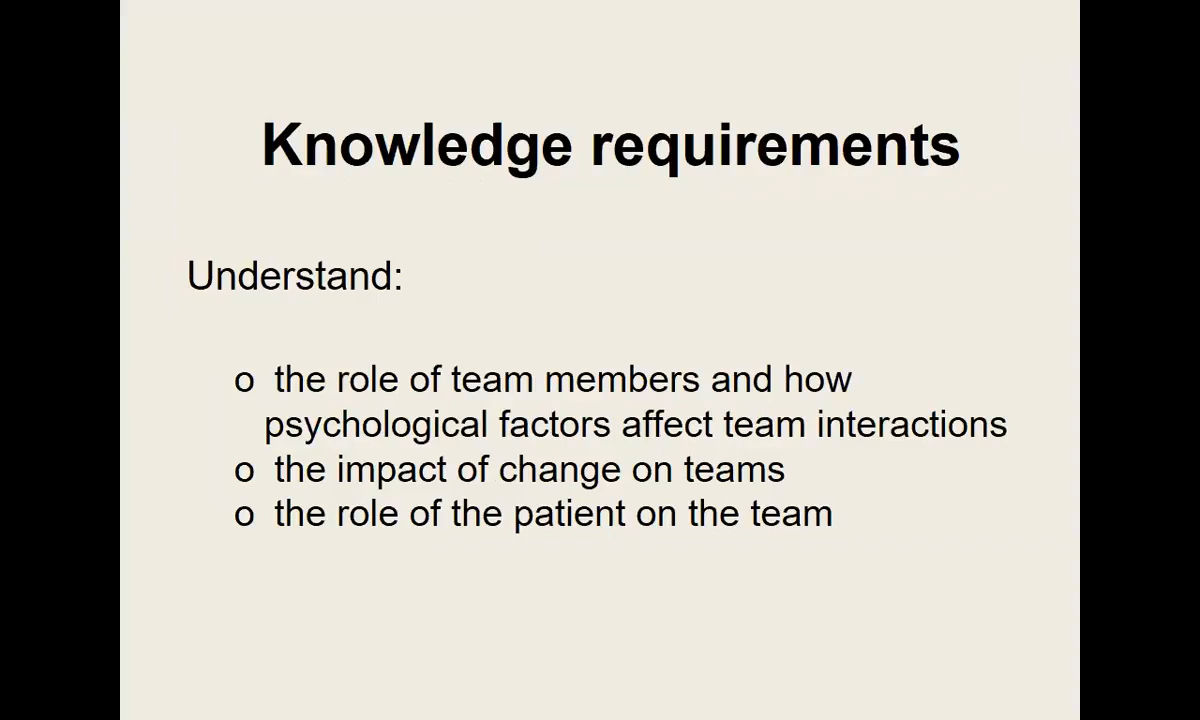 Knowledge requirements
Understand:
o the role of team members and how
psychological factors affect team interactions
o the impact of change on teams
o the role of the patient on the team